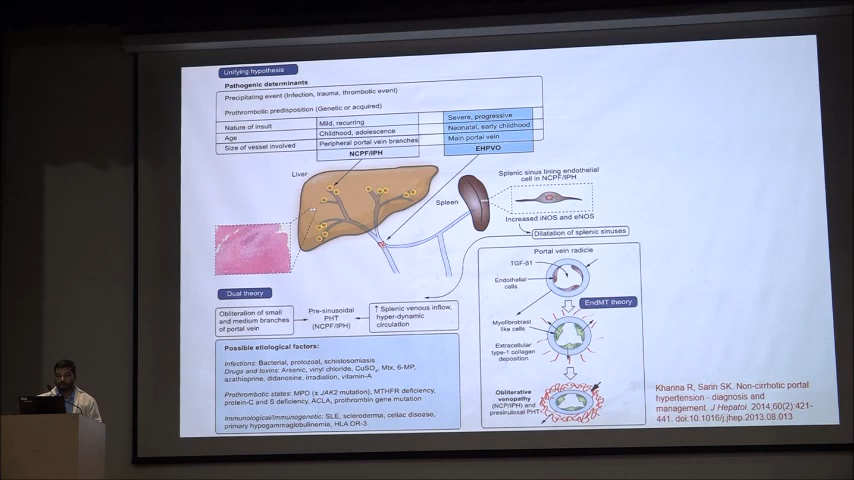 Unifying hypothesis
Pathogenic determinants
Precipitating event (Infection, trauma, thrombotic event)
Prothrombotic predisposition (Genetic or acquired)
Nature of insult Mild, recurring Severe, progressive
Age Childhood, adolescence Neonatal, early childhood
Size of vessel involved Peripheral portal vein branches Main portal vein
NCPF/IPH EHPVO
Liver
Spleen
Splenic sinus lining endothelial
cell in NCPF/IPH
Increased iNOS and eNOS
Dilatation of splenic sinuses
Portal vein radicle
TGF-β1
Endothelial
cells
EndMT theory
Myofibroblast
like cells
Extracellular
type-1 collagen
deposition
Obliterative
venopathy
(NCP/IPH) and
presinusoidal PHT
Dual theory
Obliteration of small
and medium branches
of portal vein
Pre-sinusoidal
PHT
(NCPF/IPH)
↑ Splenic venous inflow,
hyper-dynamic
circulation
Possible etiological factors:
Infections: Bacterial, protozoal, schistosomiasis
Drugs and toxins: Arsenic, vinyl chloride, CuSO4, Mtx, 6-MP,
azathioprine, didanosine, irradiation, vitamin-A
Prothrombotic states: MPD (± JAK2 mutation), MTHFR deficiency,
protein-C and S deficiency, ACLA, prothrombin gene mutation
Immunological/immunogenetic: SLE, scleroderma, celiac disease,
primary hypogammaglobulinemia, HLA DR-3
Khanna R, Sarin SK. Non-cirrhotic portal
hypertension - diagnosis and
management. J Hepatol. 2014;60(2):421-
441. doi:10.1016/j.jhep.2013.08.013